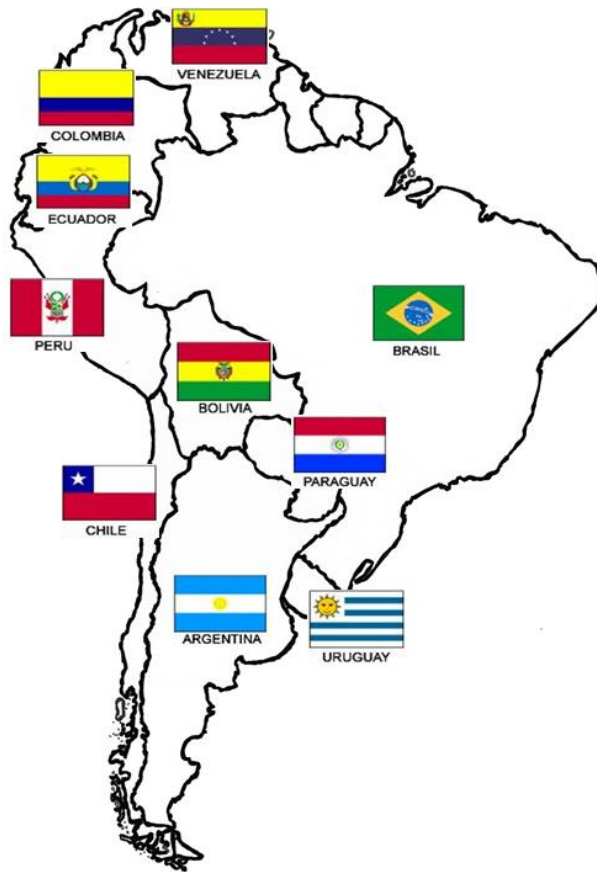 VENEZUELA
COLOMBIA
ECUADOR
PERU
BRASIL
BOLIVIA
PARAGUAY
CHILE
ARGENTINA
URUGUAY